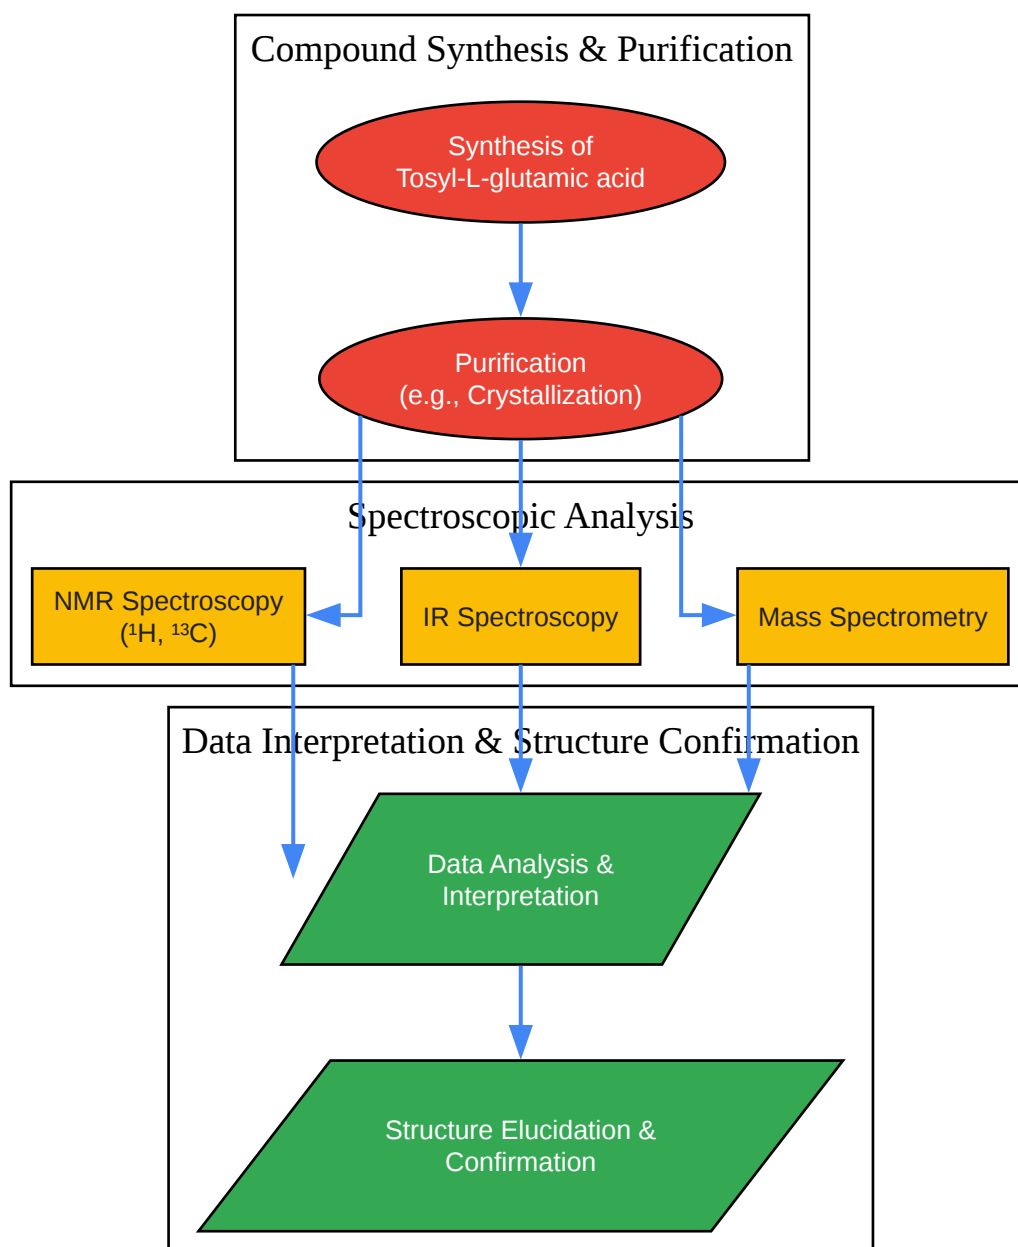 Compound Synthesis & Purification
Synthesis of
Tosyl-L-glutamic acid
Purification
(e.g., Crystallization)
Spectroscopic Analysis
NMR Spectroscopy
(¹H, ¹³C)
IR Spectroscopy
Mass Spectrometry
Data Interpretation & Structure Confirmation
Data Analysis &
Interpretation
Structure Elucidation &
Confirmation